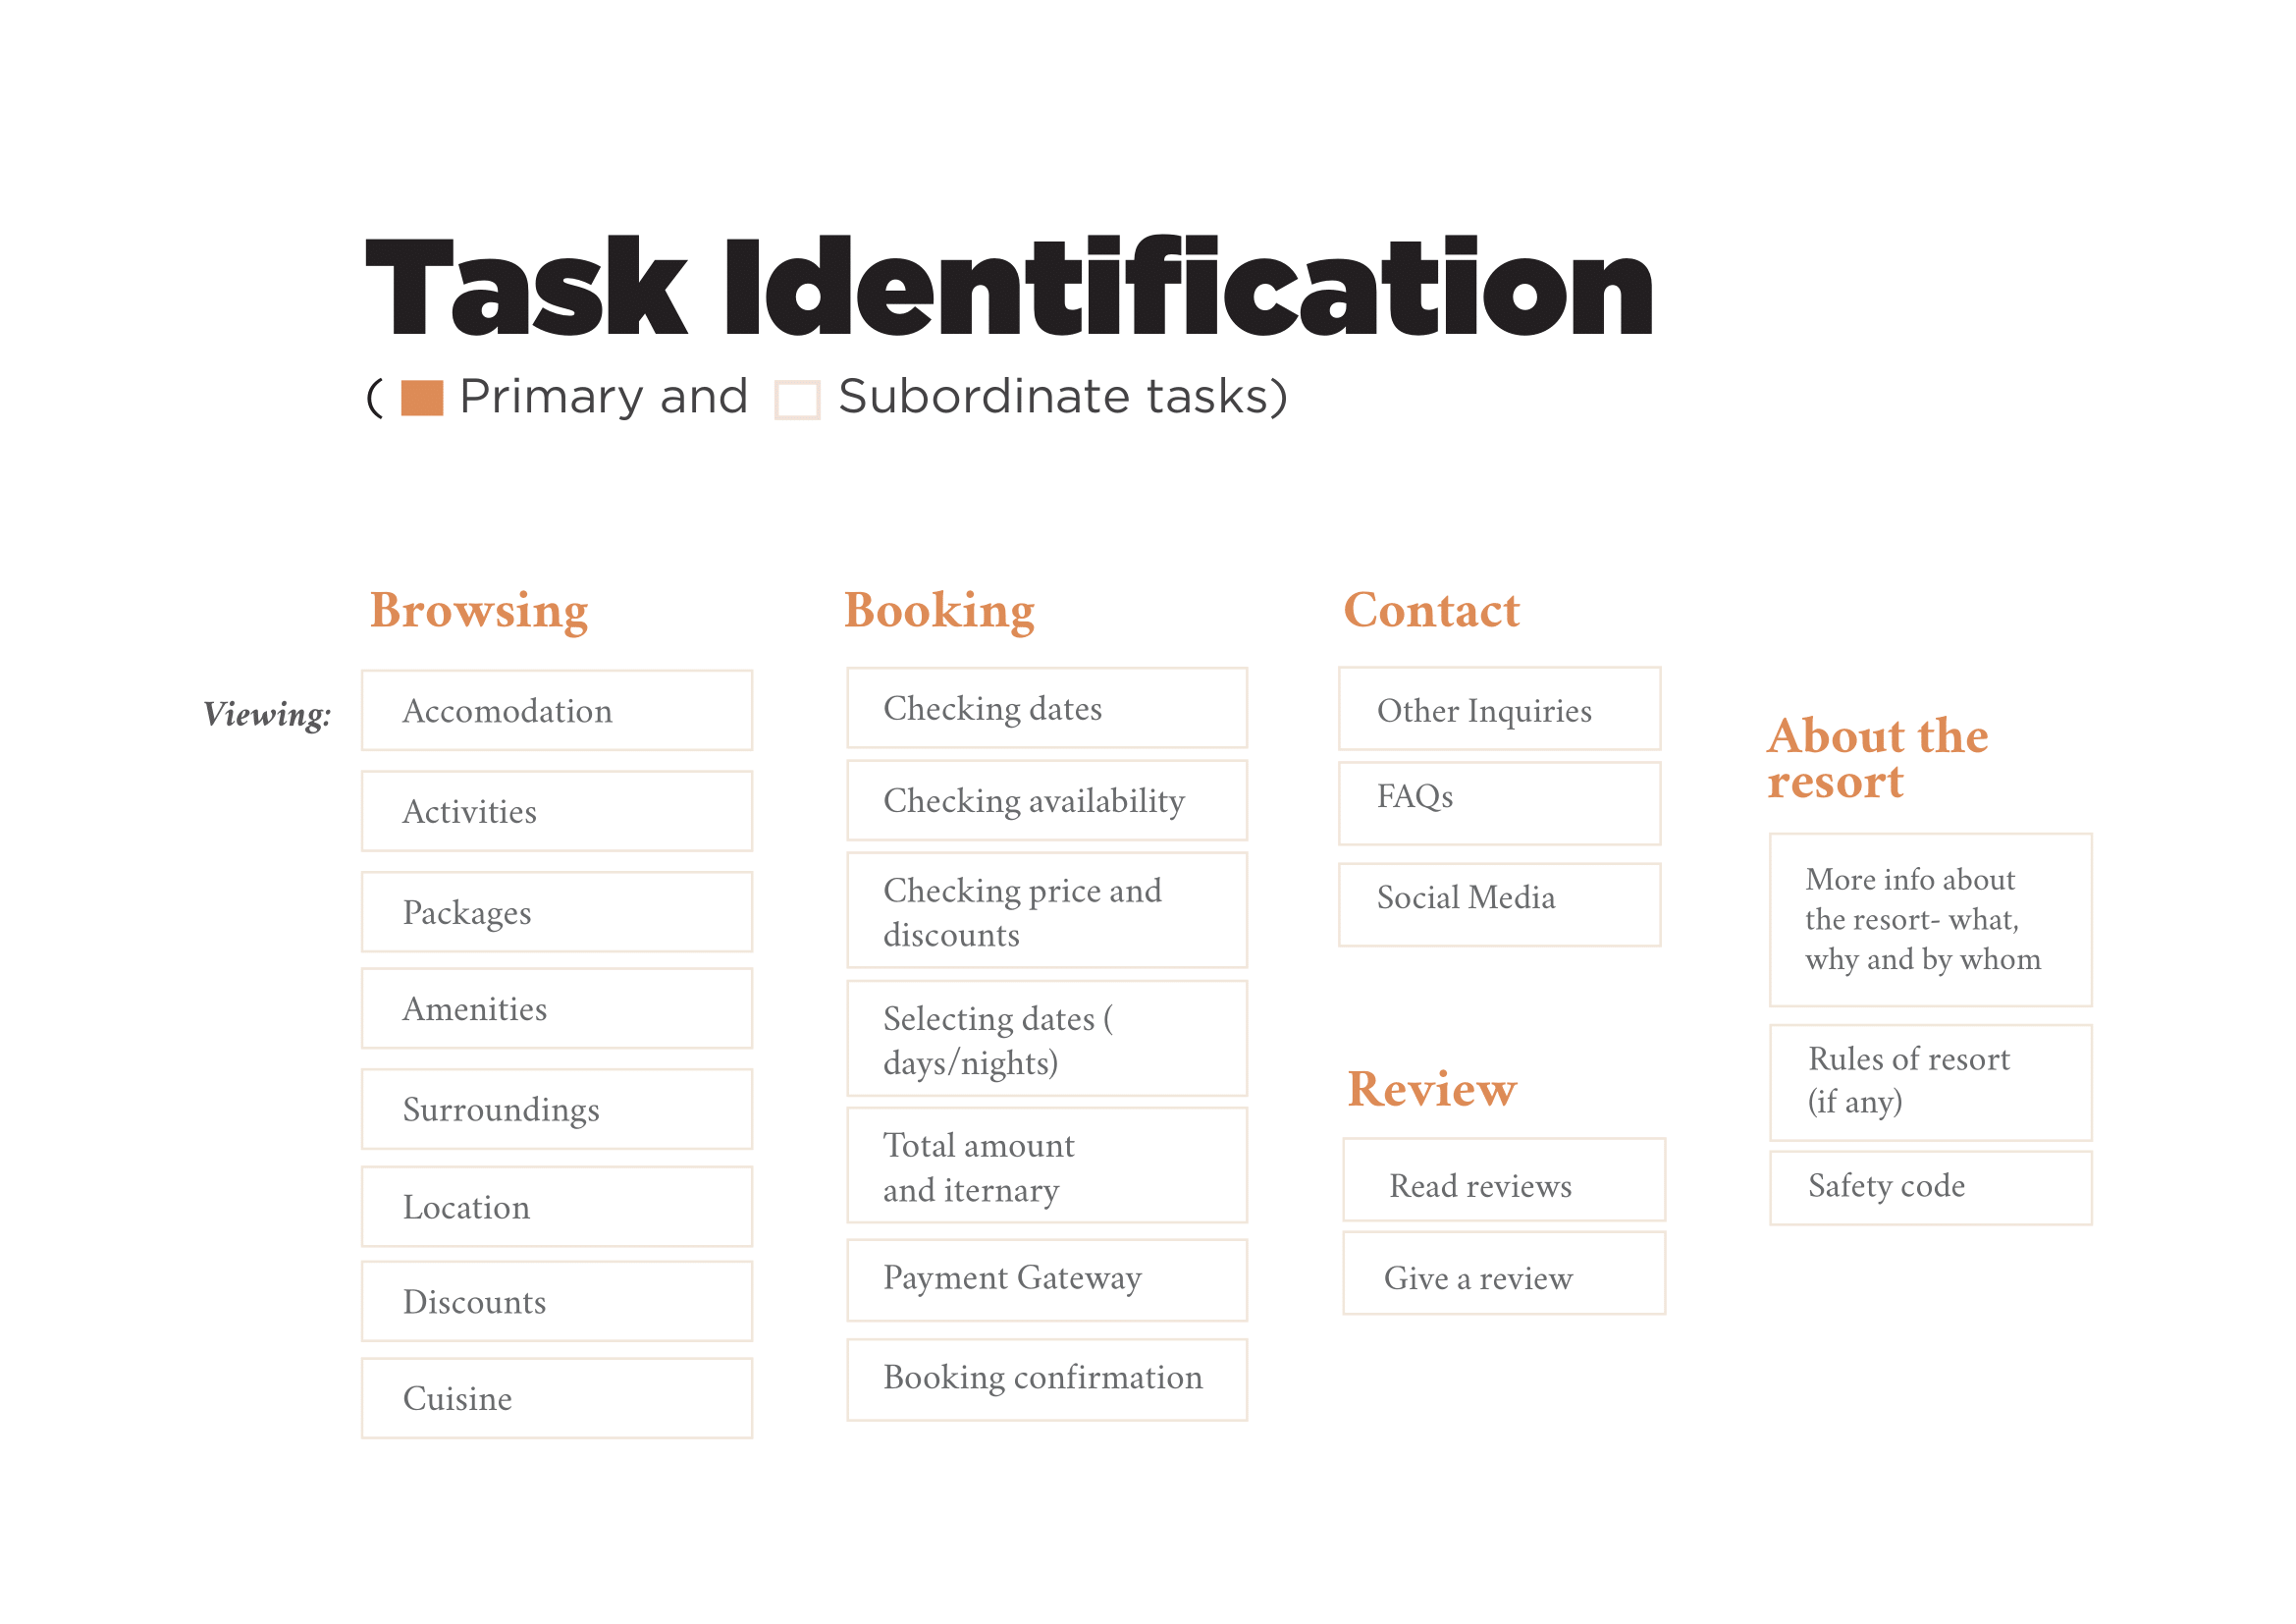 Task Identification
( Primary and Subordinate tasks)
Browsing
Viewing:
Accomodation
Activities
Packages
Amenities
Surroundings
Location
Discounts
Cuisine
Booking
Checking dates
Checking availability
Checking price and
discounts
Selecting dates (
days/nights)
Total amount
and iternary
Payment Gateway
Booking confirmation
Contact
Other Inquiries
FAQs
Social Media
Review
Read reviews
Give a review
About the
resort
More info about
the resort- what,
why and by whom
Rules of resort
(if any)
Safety code